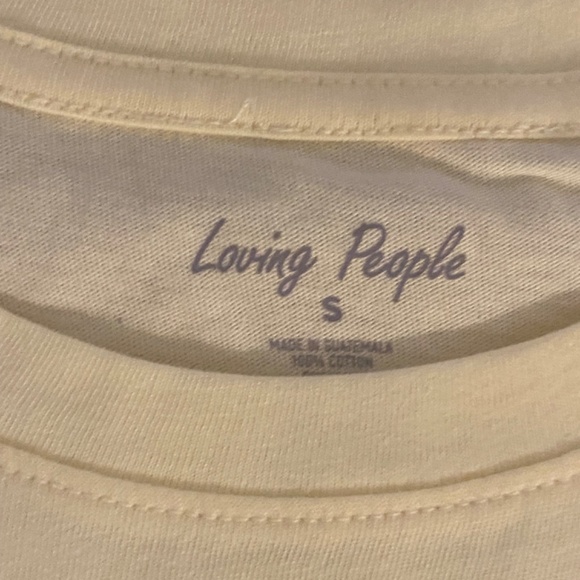 Loving People
S
MADE IN GUATEMALA
100% COTTON